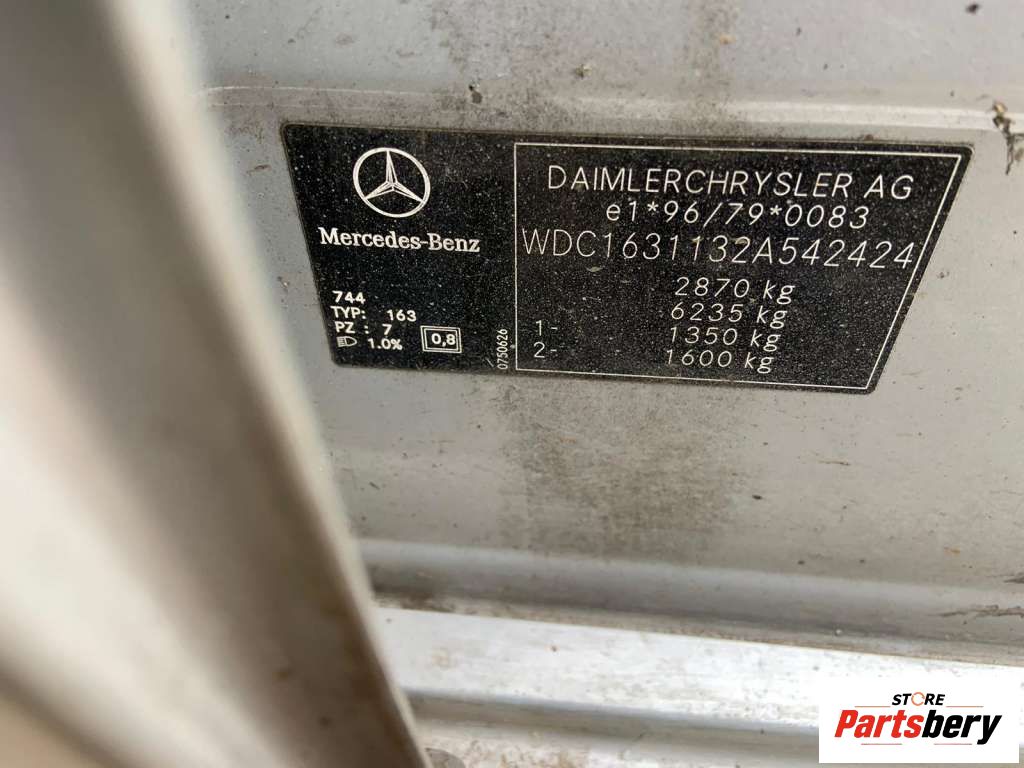 Mercedes-Benz
744
TYP: 163
PZ : 7
1.0%
0,8
0750626
DAIMLERCHRYSLER AG
e1*96/79*0083
WDC1631132A542424
2870 kg
6235 kg
1- 1350 kg
2- 1600 kg
STORE
Partsbery